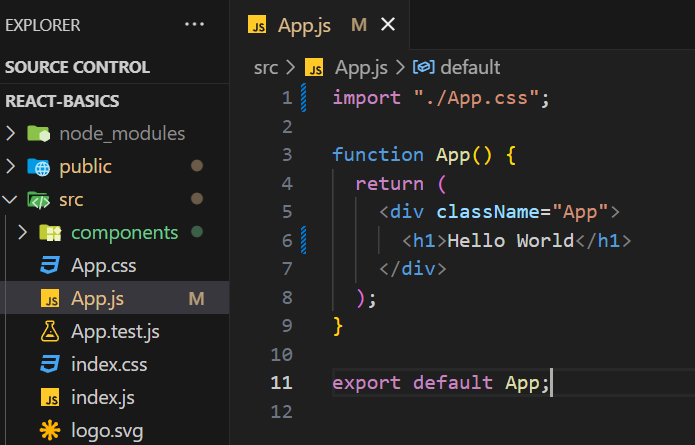 EXPLORER ...
SOURCE CONTROL
REACT-BASICS
node_modules
public
src
components
App.css
App.js M
App.test.js
index.css
index.js
logo.svg
JS App.js M
src > JS App.js > default
1 import "./App.css";
2
3 function App() {
4   return (
5     <div className="App">
6       <h1>Hello World</h1>
7     </div>
8   );
9 }
10
11 export default App;
12